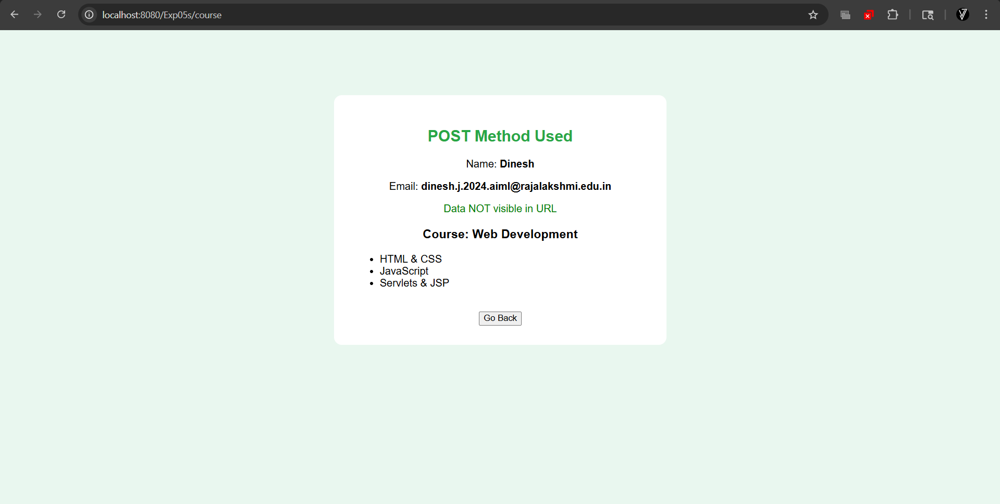 localhost:8080/Exp05s/course
POST Method Used
Name: Dinesh
Email: dinesh.j.2024.aiml@rajalakshmi.edu.in
Data NOT visible in URL
Course: Web Development
• HTML & CSS
• JavaScript
• Servlets & JSP
Go Back